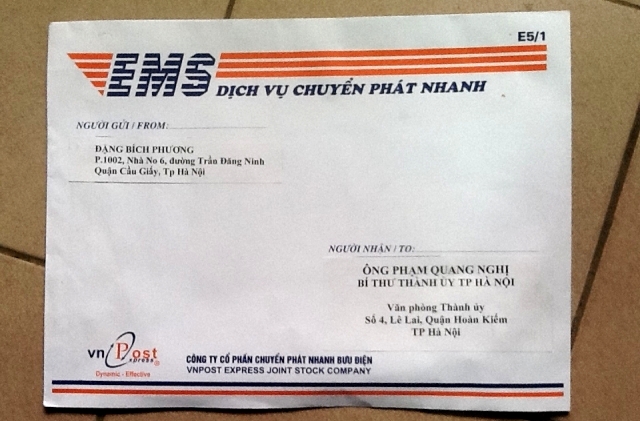 E5/1
EMS DỊCH VỤ CHUYỂN PHÁT NHANH
NGƯỜI GỬI / FROM:
ĐẶNG BÍCH PHƯƠNG
P.1002, Nhà No 6, đường Trần Đăng Ninh
Quận Cầu Giấy, Tp Hà Nội
NGƯỜI NHẬN / TO:
ÔNG PHẠM QUANG NGHỊ
BÍ THƯ THÀNH ỦY TP HÀ NỘI
Văn phòng Thành ủy
Số 4, Lê Lai, Quận Hoàn Kiếm
TP Hà Nội
vnPost
express
Dynamic - Effective
CÔNG TY CỔ PHẦN CHUYỂN PHÁT NHANH BƯU ĐIỆN
VNPOST EXPRESS JOINT STOCK COMPANY